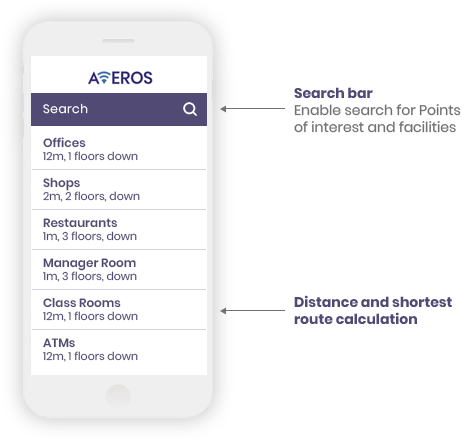 AVEROS
Search
Offices
12m, 1 floors down
Shops
2m, 2 floors, down
Restaurants
1m, 3 floors, down
Manager Room
1m, 3 floors, down
Class Rooms
12m, 1 floors down
ATMs
12m, 1 floors down
Search bar
Enable search for Points
of interest and facilities
Distance and shortest
route calculation